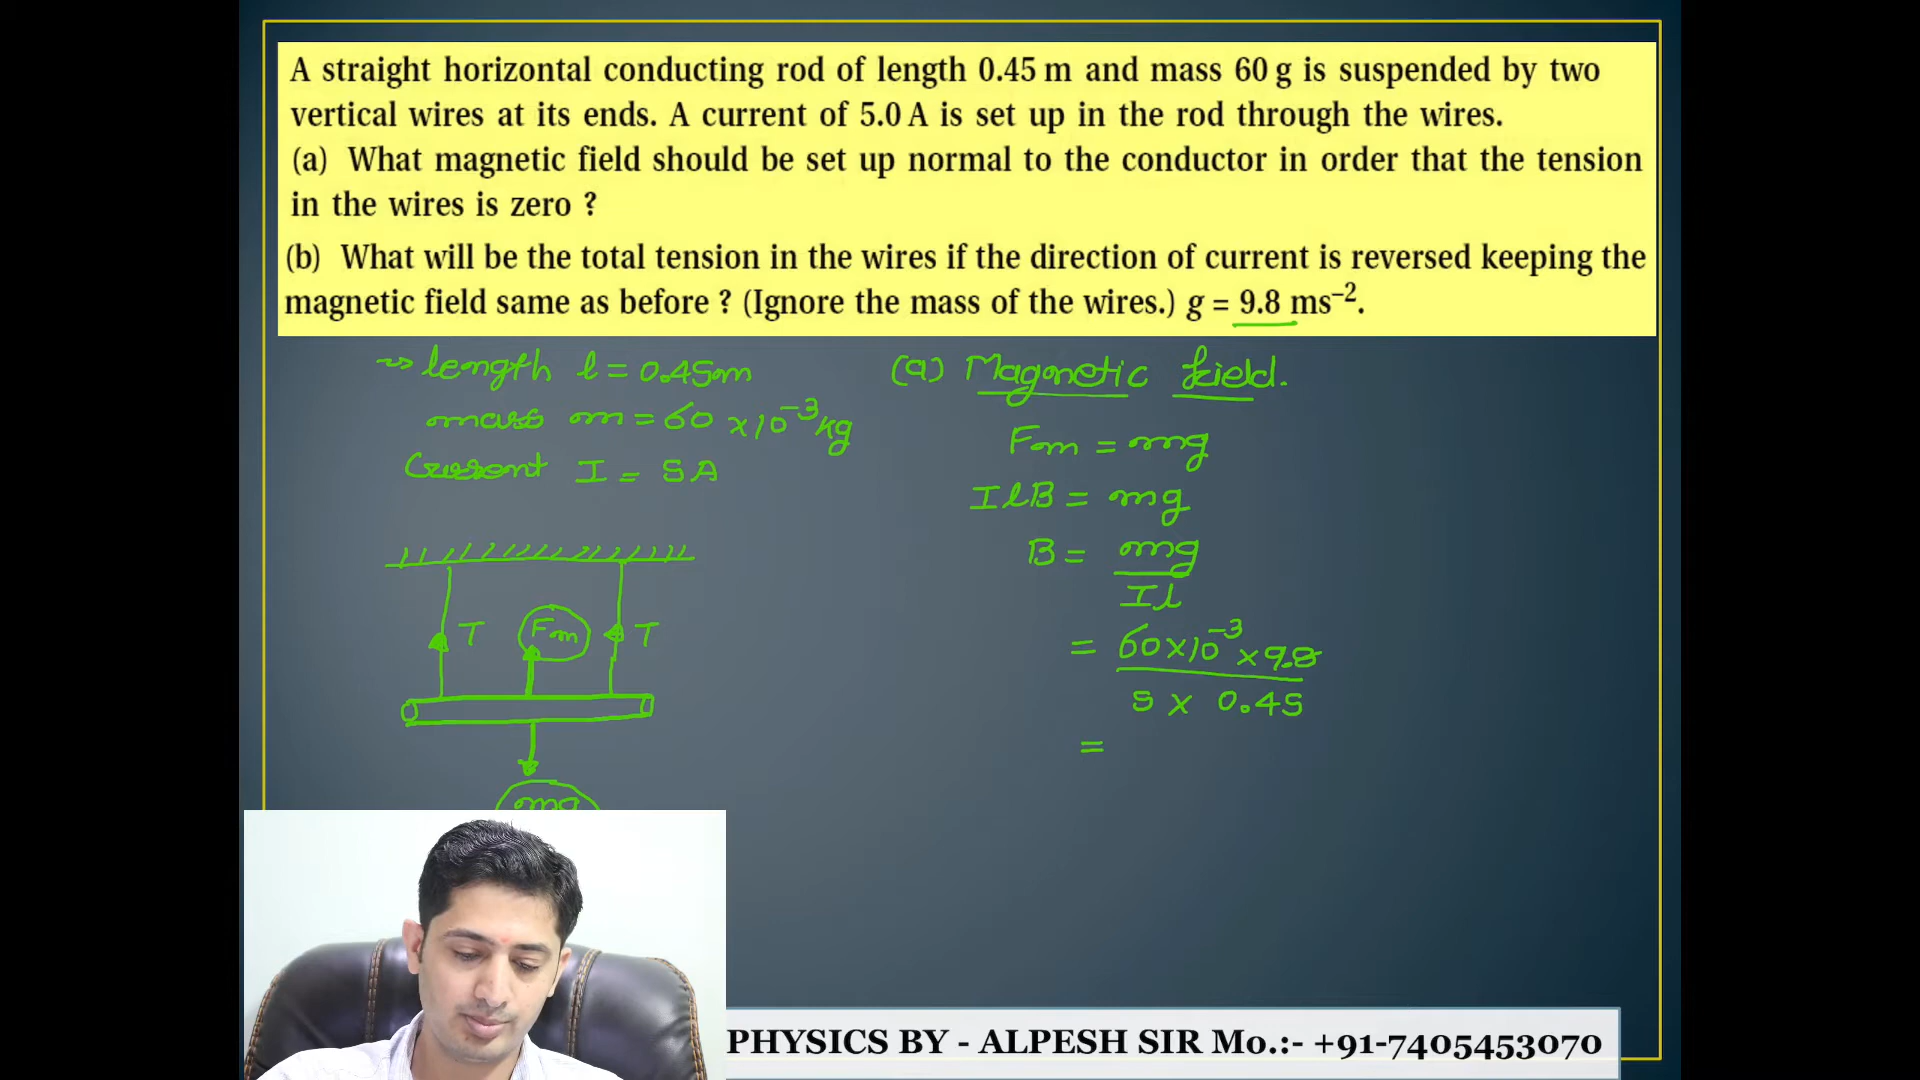 A straight horizontal conducting rod of length 0.45 m and mass 60 g is suspended by two
vertical wires at its ends. A current of 5.0 A is set up in the rod through the wires.
(a) What magnetic field should be set up normal to the conductor in order that the tension
in the wires is zero ?
(b) What will be the total tension in the wires if the direction of current is reversed keeping the
magnetic field same as before ? (Ignore the mass of the wires.) g = 9.8 ms⁻².
~> length l = 0.45m
mass m = 60 x10⁻³kg
Current I = 5A
T Fm T
mg
(a) Magnetic field.
Fm = mg
IlB = mg
B = mg
Il
= 60x10⁻³ x9.8
5 x 0.45
=
PHYSICS BY - ALPESH SIR Mo.:- +91-7405453070